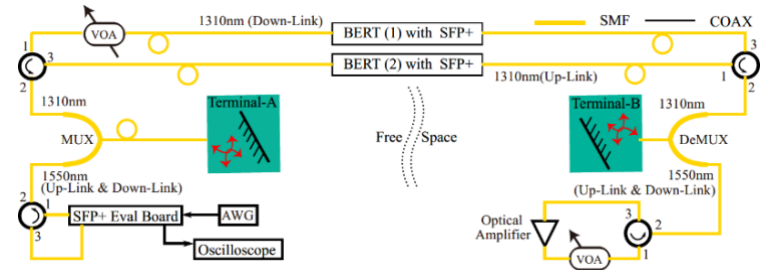 1310nm (Down-Link)
BERT (1) with SFP+
SMF
COAX
VOA
1
3
2
BERT (2) with SFP+
1310nm(Up-Link)
3
1
2
1310nm
Terminal-A
Terminal-B
1310nm
MUX
Free Space
DeMUX
1550nm
(Up-Link & Down-Link)
1550nm
(Up-Link & Down-Link)
2
1
3
SFP+ Eval Board
AWG
Oscilloscope
Optical
Amplifier
3
2
1
VOA